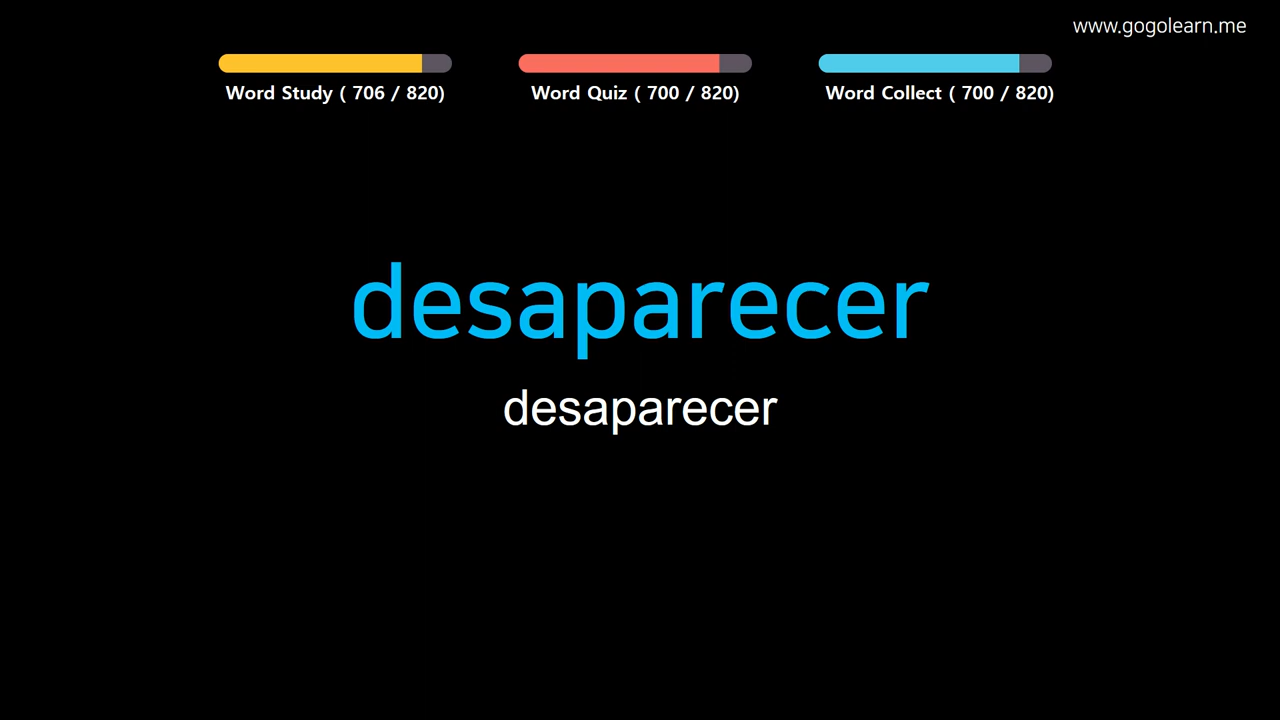 www.gogolearn.me
Word Study ( 706 / 820)
Word Quiz ( 700 / 820)
Word Collect ( 700 / 820)
desaparecer
desaparecer